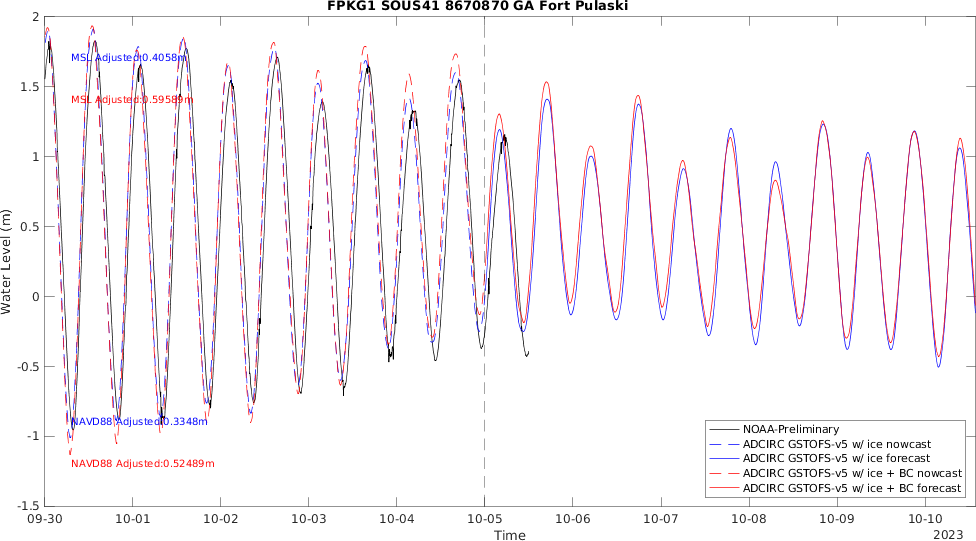 FPKG1 SOUS41 8670870 GA Fort Pulaski
2
1.5
1
0.5
0
-0.5
-1
-1.5
Water Level (m)
MSL Adjusted:0.4058m
MSL Adjusted:0.59589m
NAVD88 Adjusted:0.3348m
NAVD88 Adjusted:0.52489m
NOAA-Preliminary
ADCIRC GSTOFS-v5 w/ ice nowcast
ADCIRC GSTOFS-v5 w/ ice forecast
ADCIRC GSTOFS-v5 w/ ice + BC nowcast
ADCIRC GSTOFS-v5 w/ ice + BC forecast
09-30 10-01 10-02 10-03 10-04 10-05 10-06 10-07 10-08 10-09 10-10
Time
2023